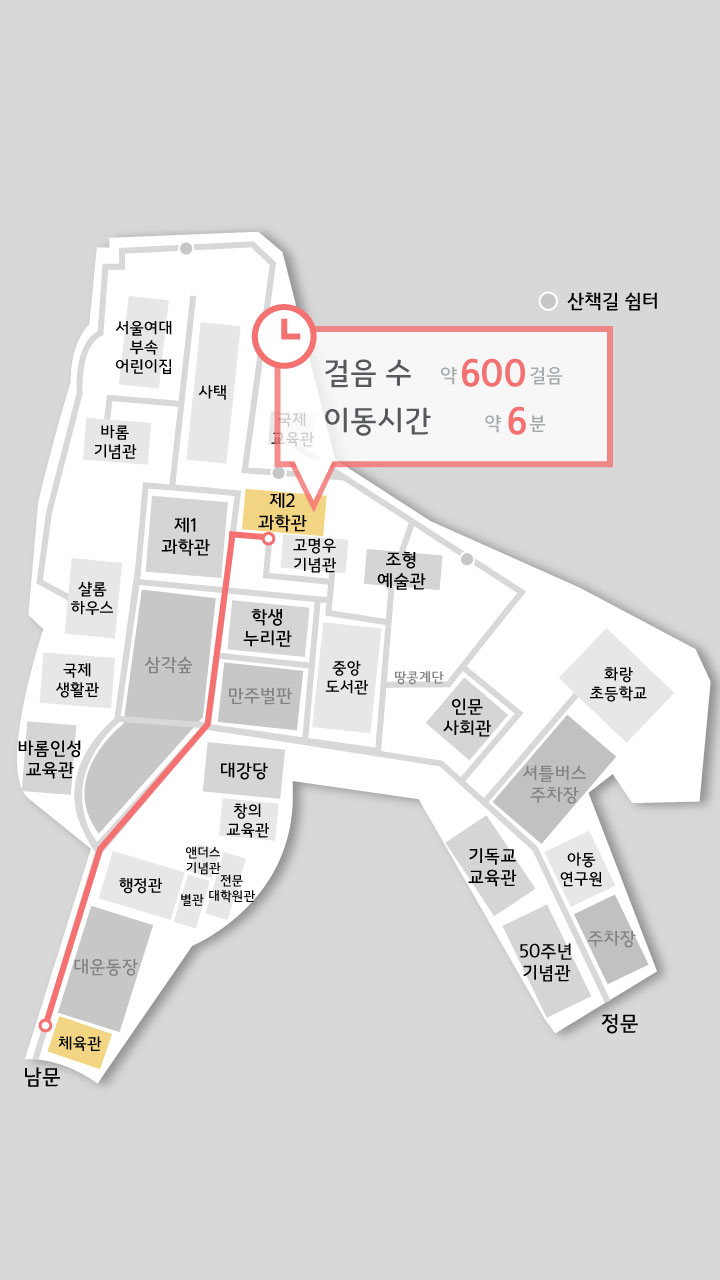 산책길 쉼터
서울여대
부속
어린이집
사택
걸음 수 약 600 걸음
이동시간 약 6 분
국제
교육관
바롬
기념관
제2
과학관
제1
과학관
고명우
기념관
조형
예술관
샬롬
하우스
학생
누리관
삼각숲
중앙
도서관
땅콩계단
화랑
초등학교
국제
생활관
만주벌판
인문
사회관
바롬인성
교육관
대강당
셔틀버스
주차장
창의
교육관
앤더스
기념관
기독교
교육관
아동
연구원
행정관
별관
전문
대학원관
50주년
기념관
주차장
대운동장
정문
체육관
남문